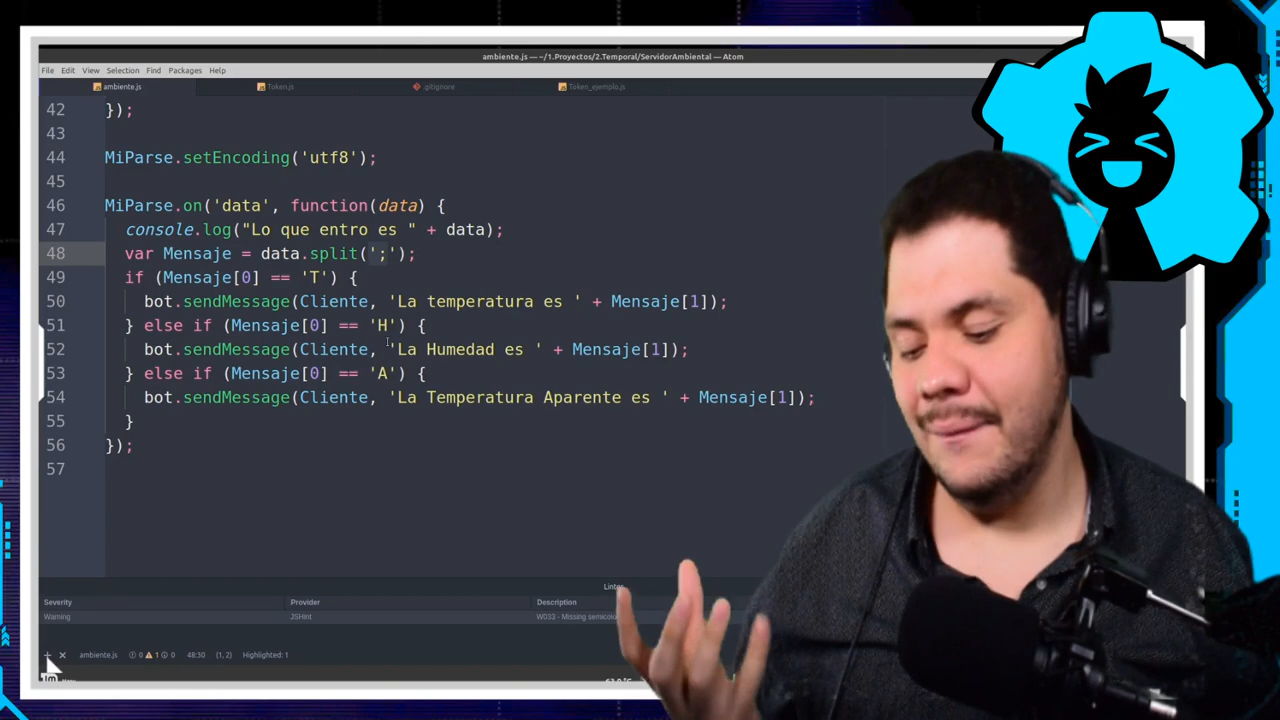 ambiente.js — ~/1.Proyectos/2.Temporal/ServidorAmbiental — Atom
File Edit View Selection Find Packages Help
ambiente.js Token.js .gitignore Token_ejemplo.js
42 });
43
44 MiParse.setEncoding('utf8');
45
46 MiParse.on('data', function(data) {
47 console.log("Lo que entro es " + data);
48 var Mensaje = data.split(';');
49 if (Mensaje[0] == 'T') {
50 bot.sendMessage(Cliente, 'La temperatura es ' + Mensaje[1]);
51 } else if (Mensaje[0] == 'H') {
52 bot.sendMessage(Cliente, 'La Humedad es ' + Mensaje[1]);
53 } else if (Mensaje[0] == 'A') {
54 bot.sendMessage(Cliente, 'La Temperatura Aparente es ' + Mensaje[1]);
55 }
56 });
57
Severity Provider Description
Warning JSHint W033 - Missing
ambiente.js 0 1 0 48:30 (1, 2) Highlighted: 1